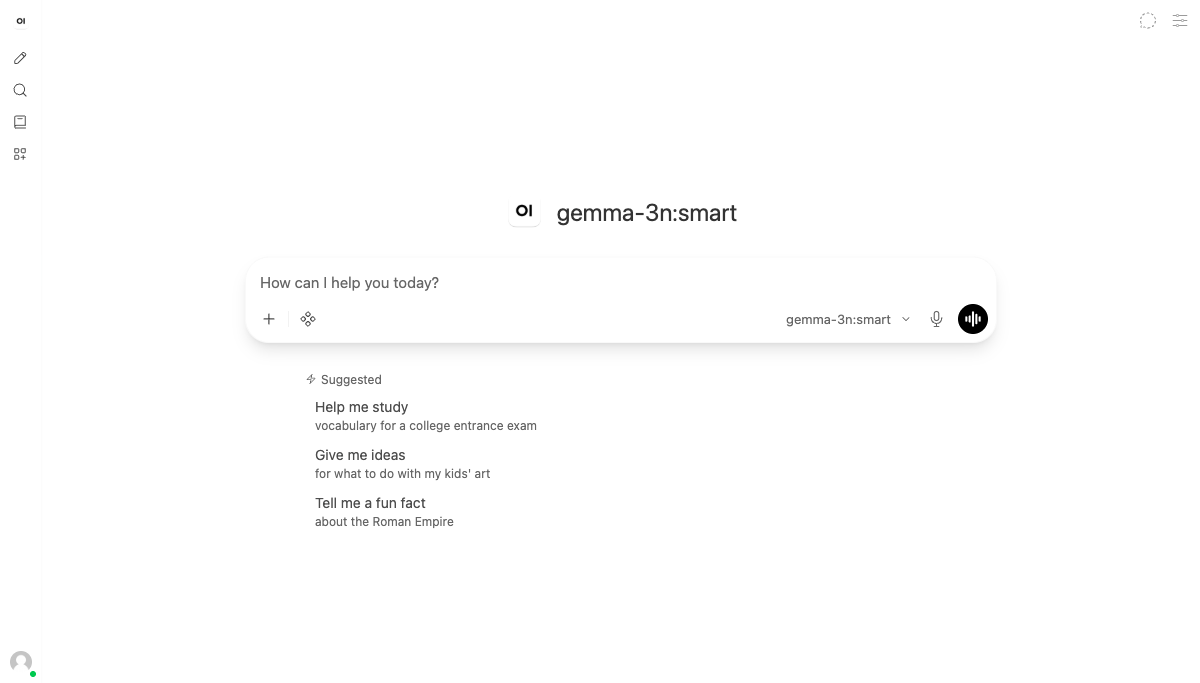 OI
OI
gemma-3n:smart
How can I help you today?
gemma-3n:smart
Suggested
Help me study
vocabulary for a college entrance exam
Give me ideas
for what to do with my kids' art
Tell me a fun fact
about the Roman Empire